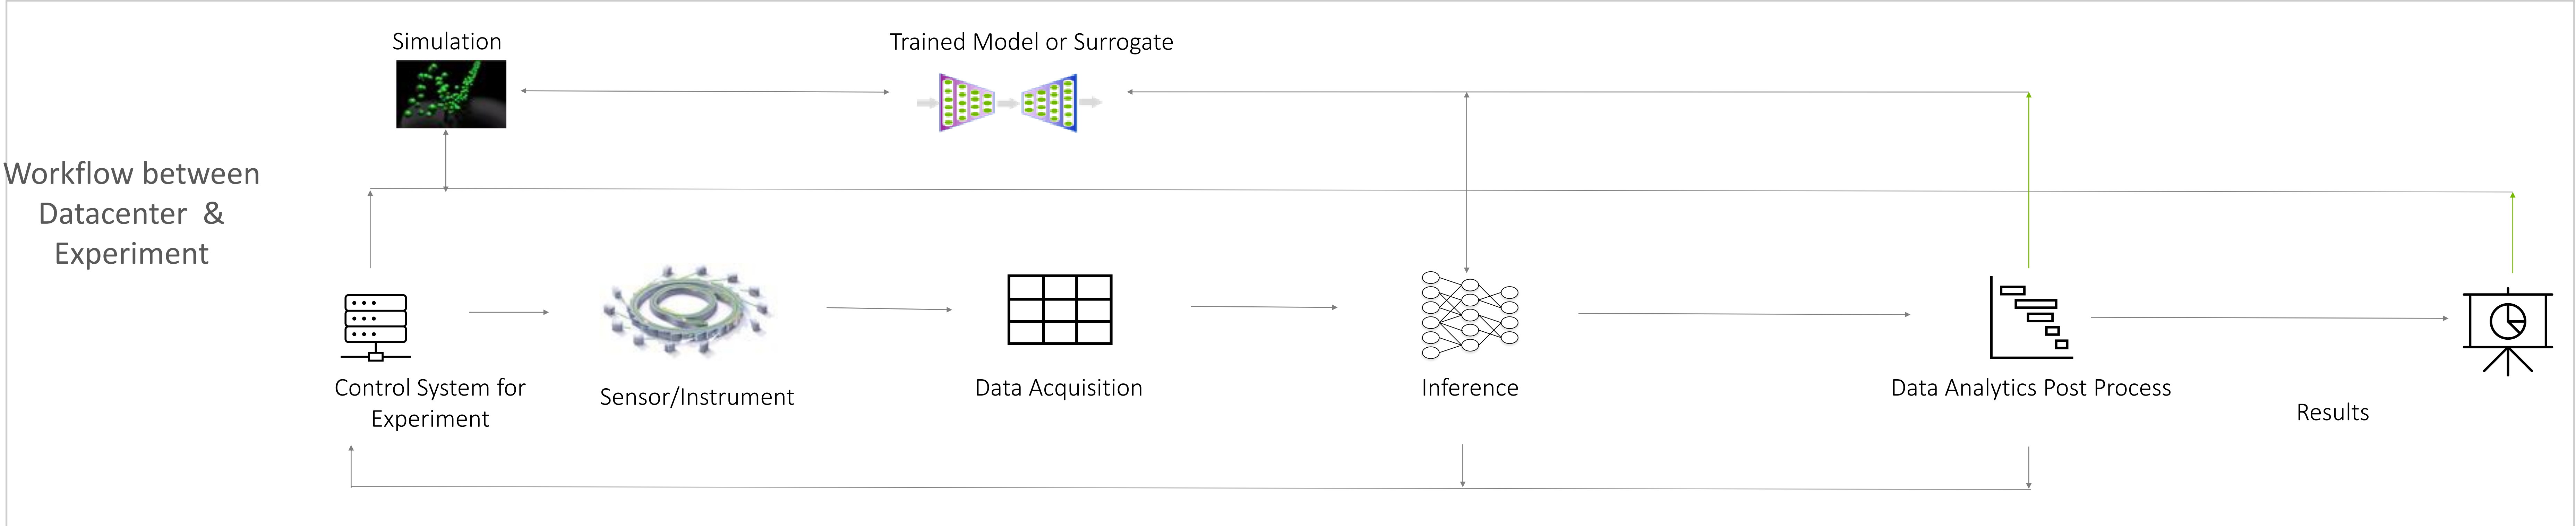 Simulation
Trained Model or Surrogate
Workflow between
Datacenter & 
Experiment
Control System for
Experiment
Sensor/Instrument
Data Acquisition
Inference
Data Analytics Post Process
Results